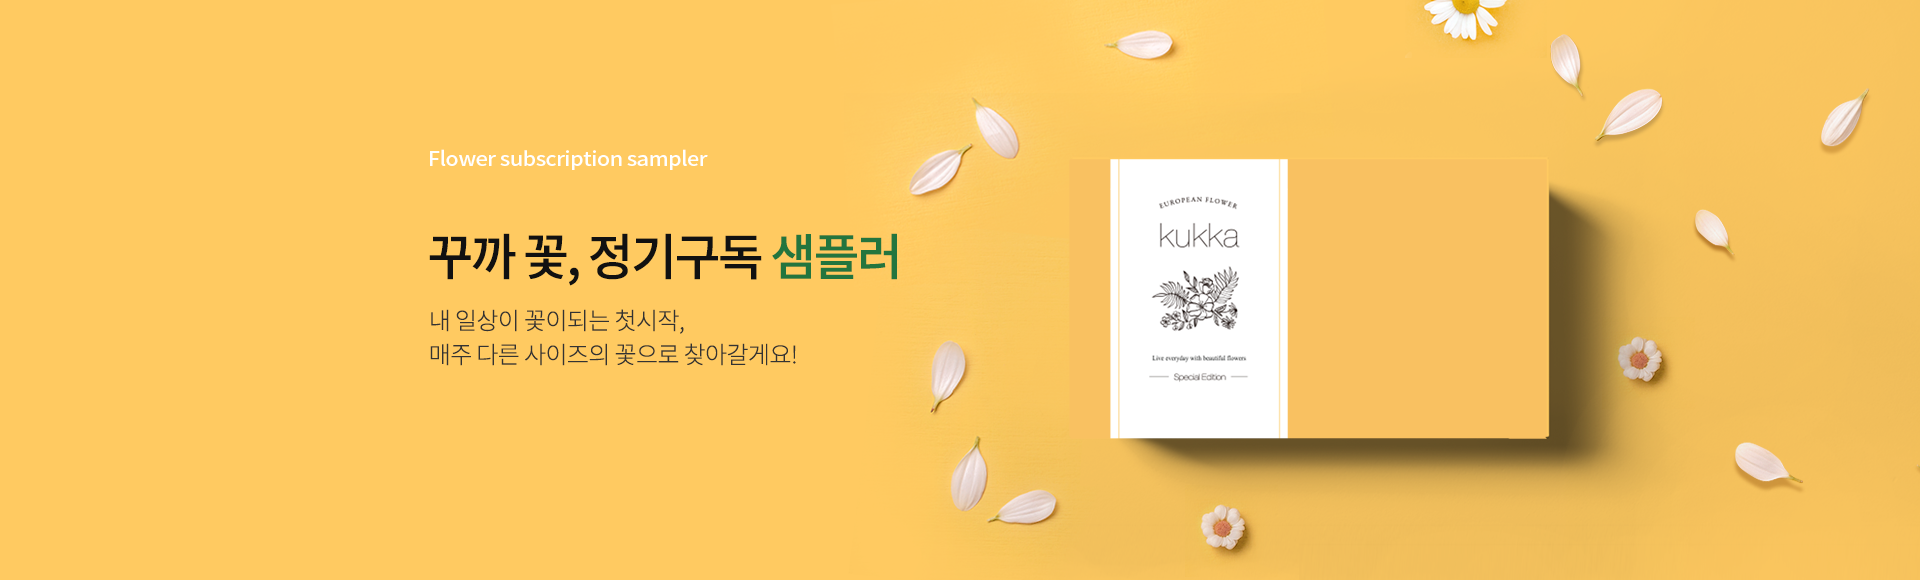 Flower subscription sampler
꾸까 꽃, 정기구독 샘플러
내 일상이 꽃이되는 첫시작,
매주 다른 사이즈의 꽃으로 찾아갈게요!
EUROPEAN FLOWER
kukka
Live everyday with beautiful flowers
Special Edition